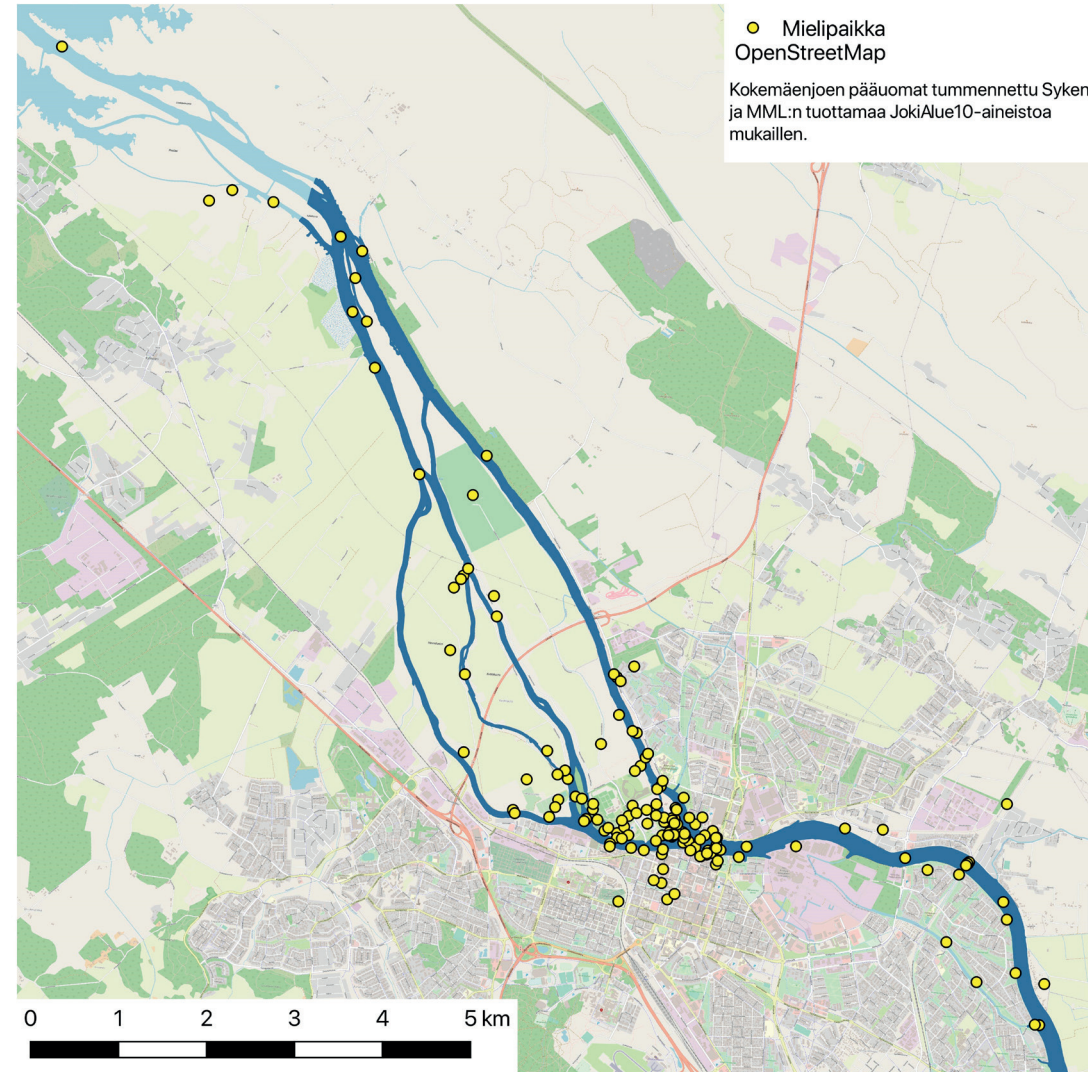 Mielipaikka
OpenStreetMap
Kokemäenjoen pääuomat tummennettu Syken
ja MML:n tuottamaa JokiAlue10-aineistoa
mukaillen.
0 1 2 3 4 5 km